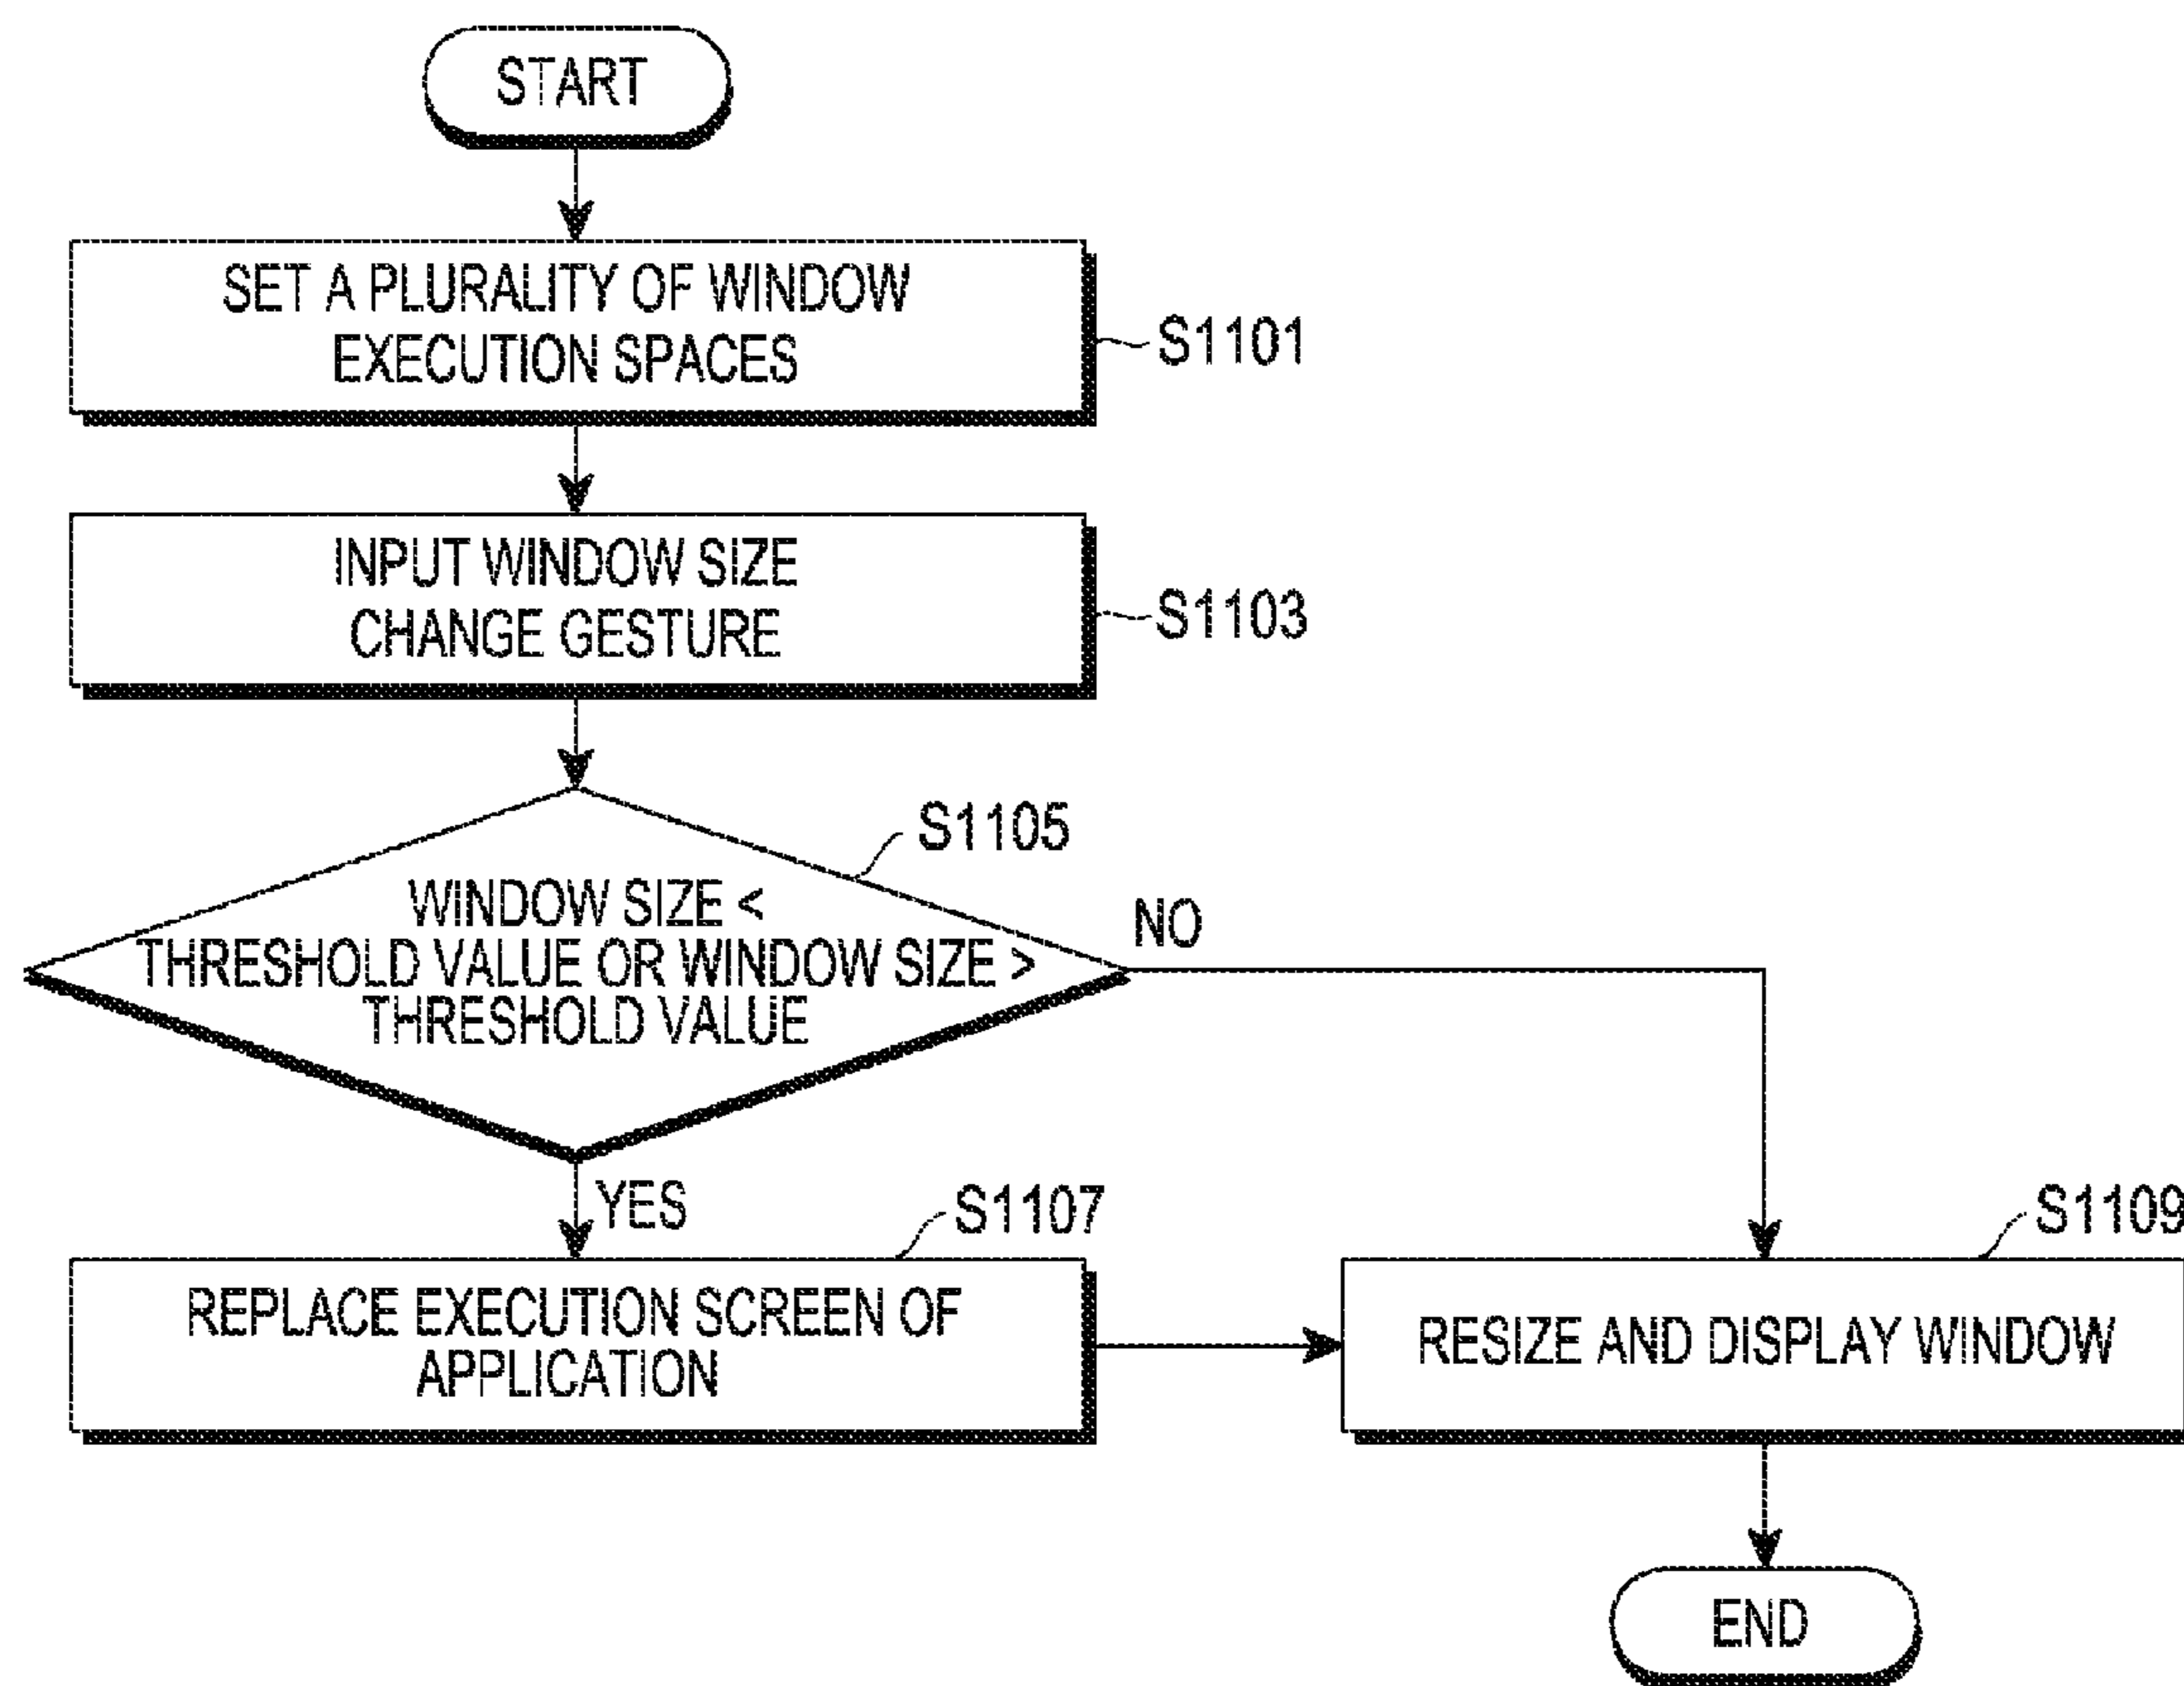 START
SET A PLURALITY OF WINDOW
EXECUTION SPACES
S1101
INPUT WINDOW SIZE
CHANGE GESTURE
S1103
S1105
WINDOW SIZE <
THRESHOLD VALUE OR WINDOW SIZE >
THRESHOLD VALUE
NO
YES
S1107
REPLACE EXECUTION SCREEN OF
APPLICATION
S1109
RESIZE AND DISPLAY WINDOW
END